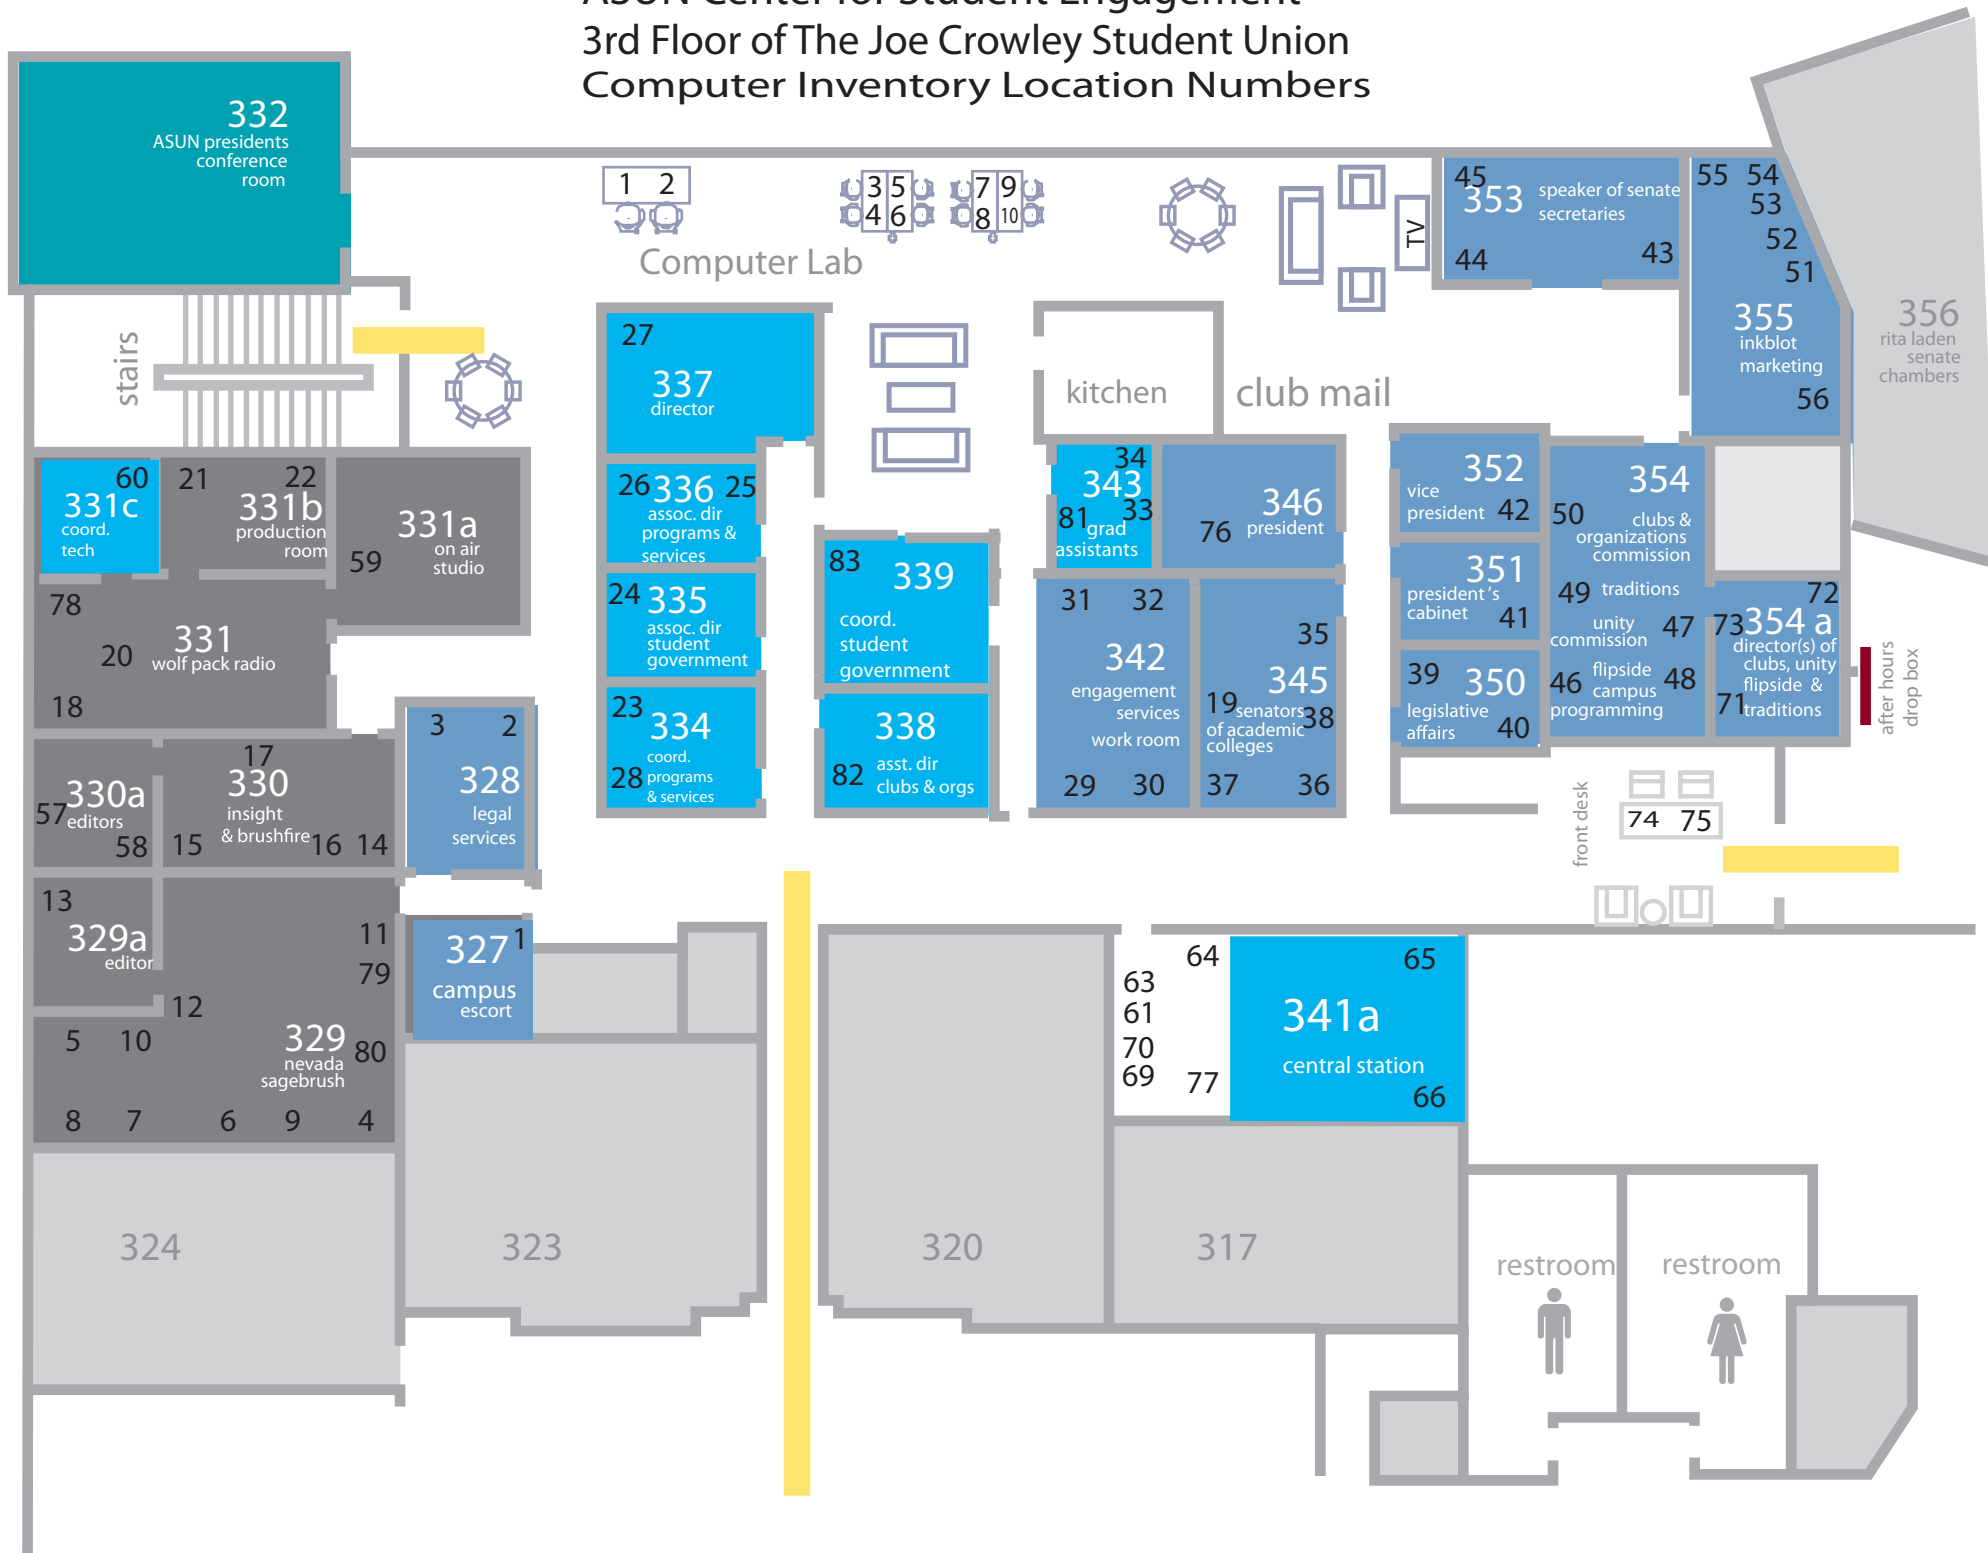 ASUN Center for Student Engagement
3rd Floor of The Joe Crowley Student Union
Computer Inventory Location Numbers
332
ASUN presidents
conference
room
1 2
3 5
4 6
7 9
8 10
Computer Lab
TV
45
353
speaker of senate
secretaries
44
43
55 54
53
52
51
355
inkblot
marketing
56
356
rita laden
senate
chambers
stairs
27
337
director
kitchen
club mail
60
331c
coord.
tech
21
22
331b
production
room
331a
on air
studio
59
26
336
25
assoc. dir
programs &
services
34
343
81
33
grad
assistants
346
76
president
352
vice
president
42
354
50
clubs &
organizations
commission
49
traditions
unity
commission
47
46
flipside
campus
programming
48
351
president's
cabinet
41
72
73
354 a
director(s) of
clubs, unity
flipside &
traditions
71
after hours
drop box
78
331
20
wolf pack radio
18
24
335
assoc. dir
student
government
83
339
coord.
student
government
31
32
342
engagement
services
work room
29
30
35
345
19
senators
38
of academic
colleges
37
36
39
350
legislative
affairs
40
23
334
coord.
programs
& services
28
338
82
asst. dir
clubs & orgs
3
2
328
legal
services
17
330
insight
& brushfire
15
16
14
330a
57
editors
58
front desk
74 75
13
329a
editor
11
79
12
5
10
329
nevada
sagebrush
80
8
7
6
9
4
327
1
campus
escort
64
63
61
70
69
77
65
341a
central station
66
324
323
320
317
restroom
restroom